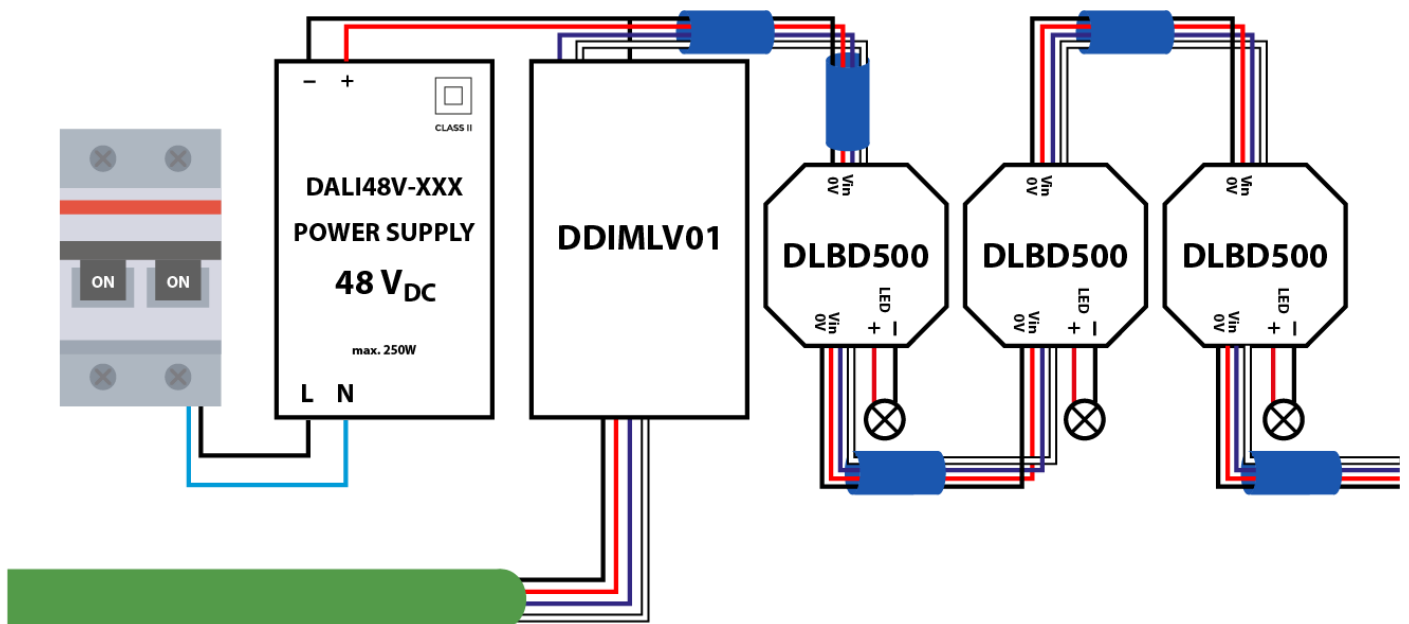 ON ON
− +
CLASS II
DALI48V-XXX
POWER SUPPLY
48 VDC
max. 250W
L N
DDIMLV01
0V Vin
DLBD500
0V Vin + LED −
0V Vin
DLBD500
0V Vin + LED −
0V Vin
DLBD500
0V Vin + LED −